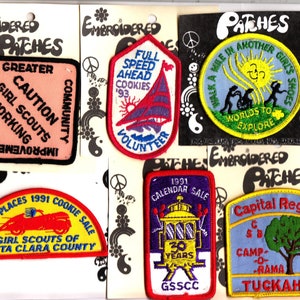 EMBROIDERED
PATCHES
GREATER
COMMUNITY
CAUTION
GIRL SCOUTS
WORKING
IMPROVEMENT
EMBROIDERED
FULL
SPEED
AHEAD
COOKIES
'93
VOLUNTEER
PATCHES
WALK A MILE IN ANOTHER GIRL'S SHOES
WORLDS TO
EXPLORE
PLACES 1991 COOKIE SALE
GIRL SCOUTS OF
TA CLARA COUNTY
1991
CALENDAR SALE
30
YEARS
GSSCC
EMBROIDERED
PATCHES
Capital Reg
C
S
D
CAMP
-O-
RAMA
TUCKAH